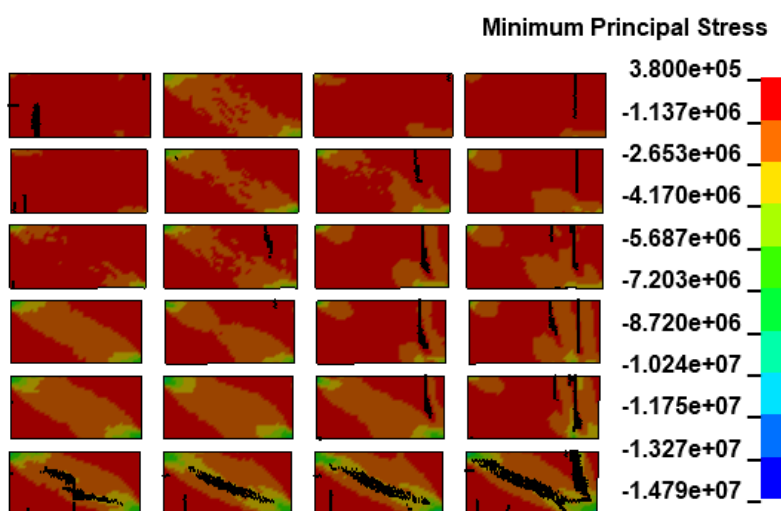 Minimum Principal Stress
3.800e+05
-1.137e+06
-2.653e+06
-4.170e+06
-5.687e+06
-7.203e+06
-8.720e+06
-1.024e+07
-1.175e+07
-1.327e+07
-1.479e+07